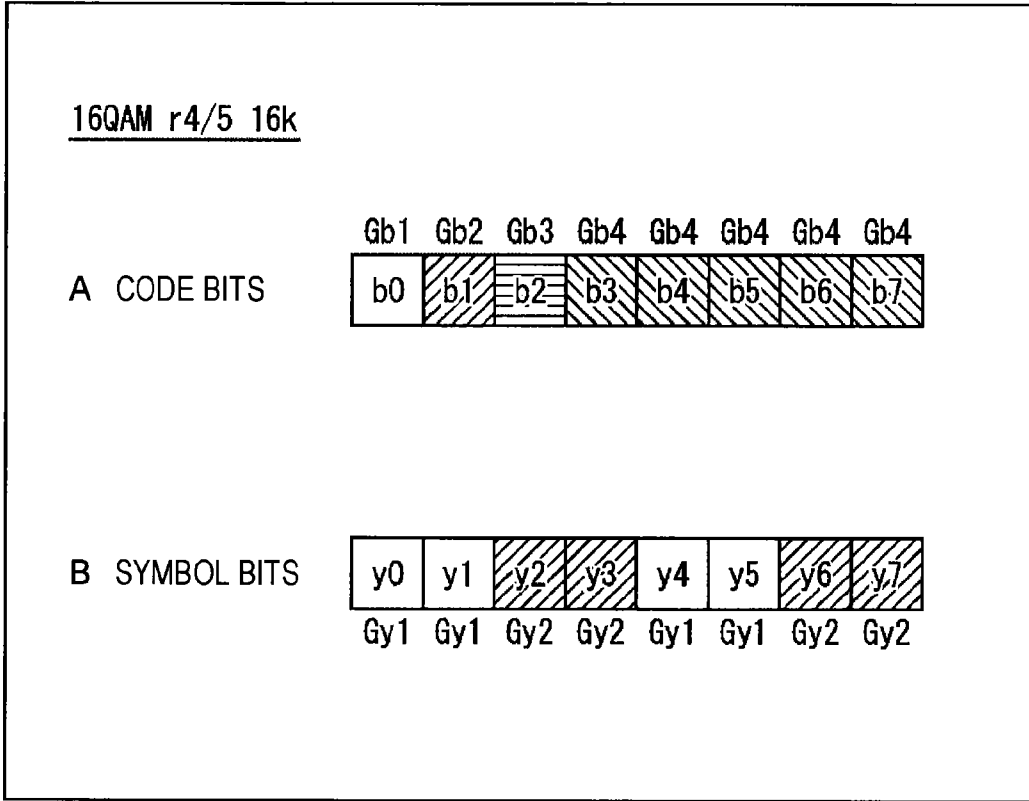 16QAM r4/5 16k
Gb1 Gb2 Gb3 Gb4 Gb4 Gb4 Gb4 Gb4
A CODE BITS b0 b1 b2 b3 b4 b5 b6 b7
B SYMBOL BITS y0 y1 y2 y3 y4 y5 y6 y7
Gy1 Gy1 Gy2 Gy2 Gy1 Gy1 Gy2 Gy2